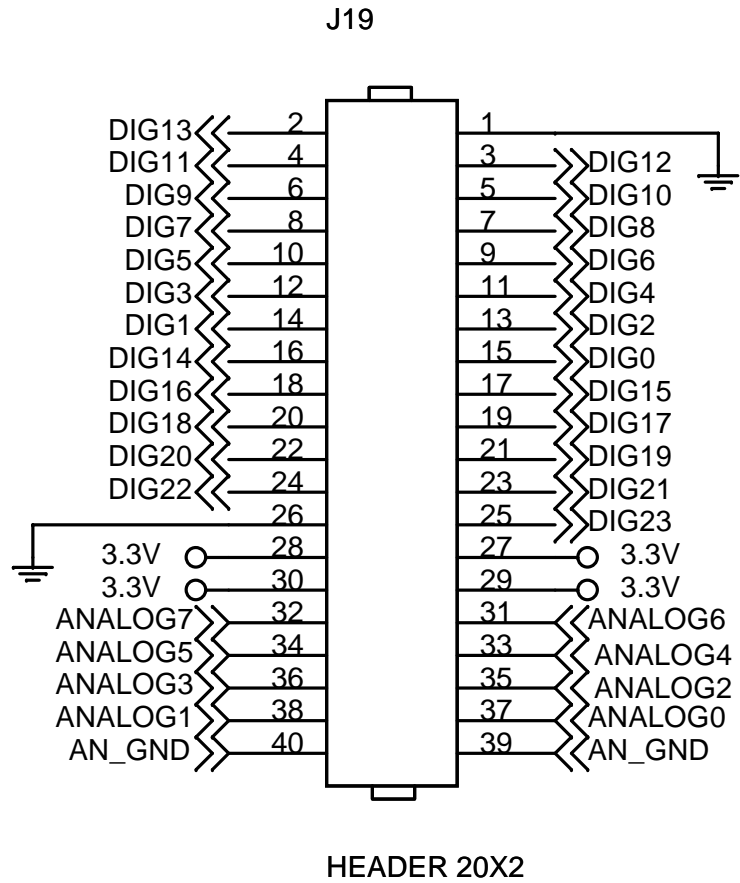 J19
DIG13 2 1
DIG11 4 3 DIG12
DIG9 6 5 DIG10
DIG7 8 7 DIG8
DIG5 10 9 DIG6
DIG3 12 11 DIG4
DIG1 14 13 DIG2
DIG14 16 15 DIG0
DIG16 18 17 DIG15
DIG18 20 19 DIG17
DIG20 22 21 DIG19
DIG22 24 23 DIG21
26 25 DIG23
3.3V 28 27 3.3V
3.3V 30 29 3.3V
ANALOG7 32 31 ANALOG6
ANALOG5 34 33 ANALOG4
ANALOG3 36 35 ANALOG2
ANALOG1 38 37 ANALOG0
AN_GND 40 39 AN_GND
HEADER 20X2